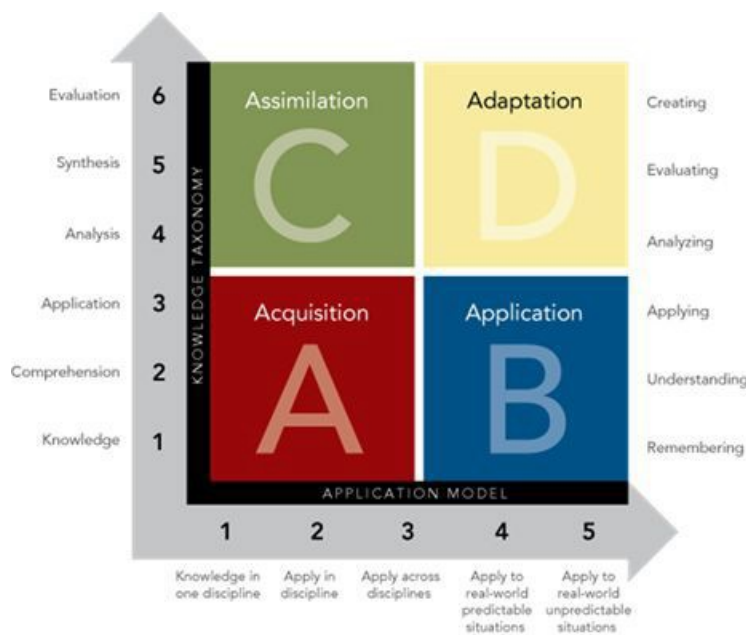 Evaluation 6 Assimilation Adaptation Creating
C D
Synthesis 5 Evaluating
Analysis 4 Analyzing
KNOWLEDGE TAXONOMY
Application 3 Acquisition Application Applying
A B
Comprehension 2 Understanding
Knowledge 1 Remembering
APPLICATION MODEL
1 2 3 4 5
Knowledge in
one discipline
Apply in
discipline
Apply across
disciplines
Apply to
real-world
predictable
situations
Apply to
real-world
unpredictable
situations